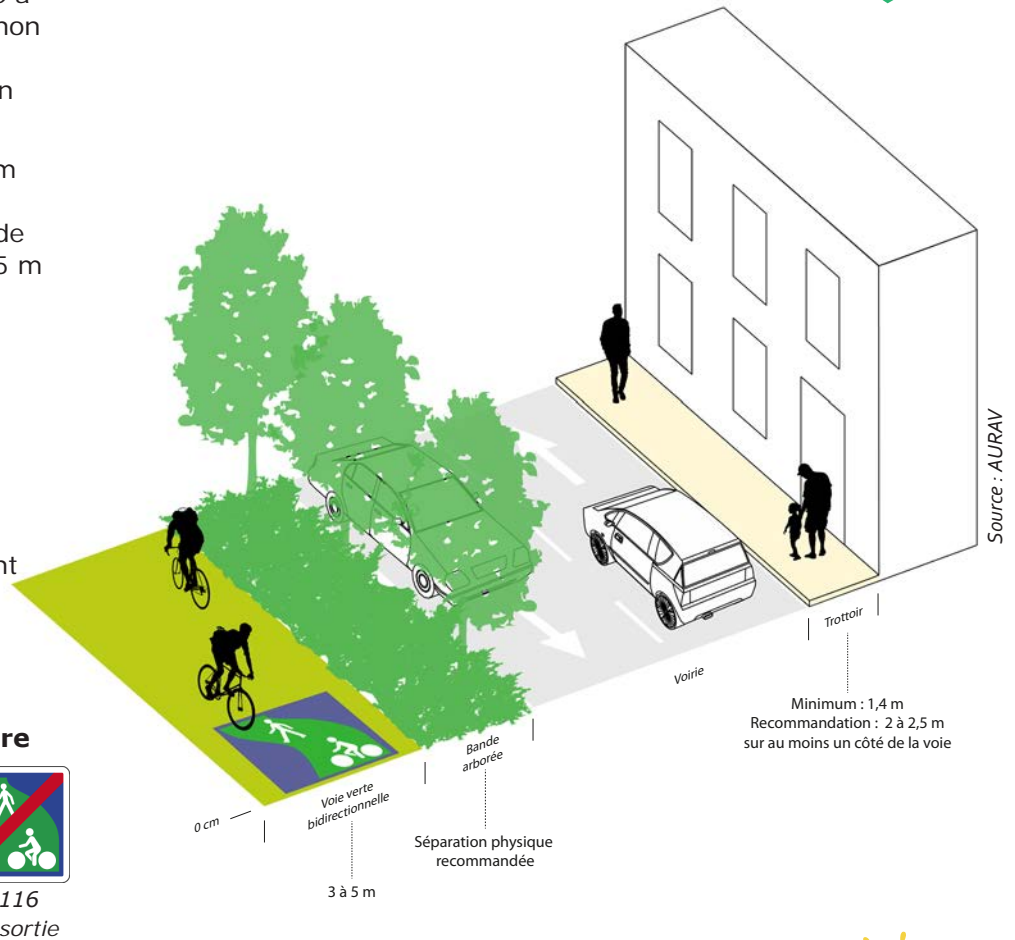 non
n
m
de
5 m
nt
re
116
sortie
Source : AURAV
Trottoir
Voirie
Minimum : 1,4 m
Recommandation : 2 à 2,5 m
sur au moins un côté de la voie
Bande
arborée
Séparation physique
recommandée
Voie verte
bidirectionnelle
3 à 5 m
0 cm